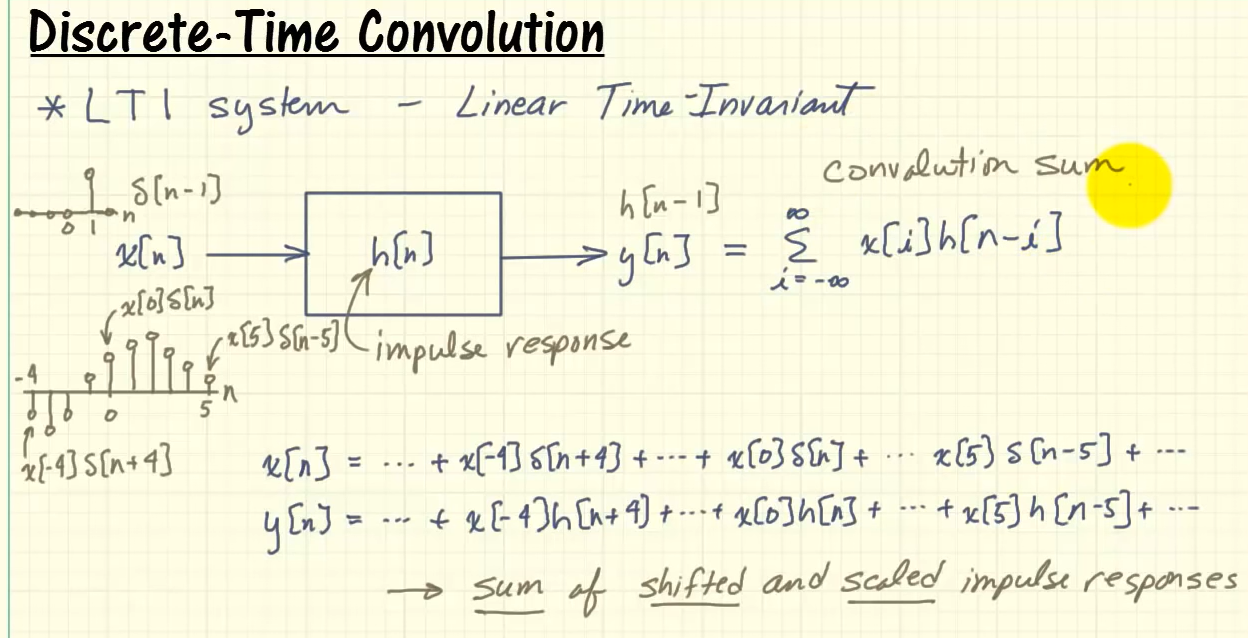 Discrete-Time Convolution
* LTI system - Linear Time-Invariant
convolution sum
δ[n-1]
n
0 1
h[n-1]
x[n]
h[n]
y[n] = ∞ Σ i=-∞ x[i]h[n-i]
x[0]δ[n]
x[5]δ[n-5]
impulse response
-4
n
0
5
x[-4]δ[n+4]
x[n] = ··· + x[-4]δ[n+4] + ··· + x[0]δ[n] + ··· x[5]δ[n-5] + ···
y[n] = ··· + x[-4]h[n+4] + ··· + x[0]h[n] + ··· + x[5]h[n-5] + ···
→ sum of shifted and scaled impulse responses